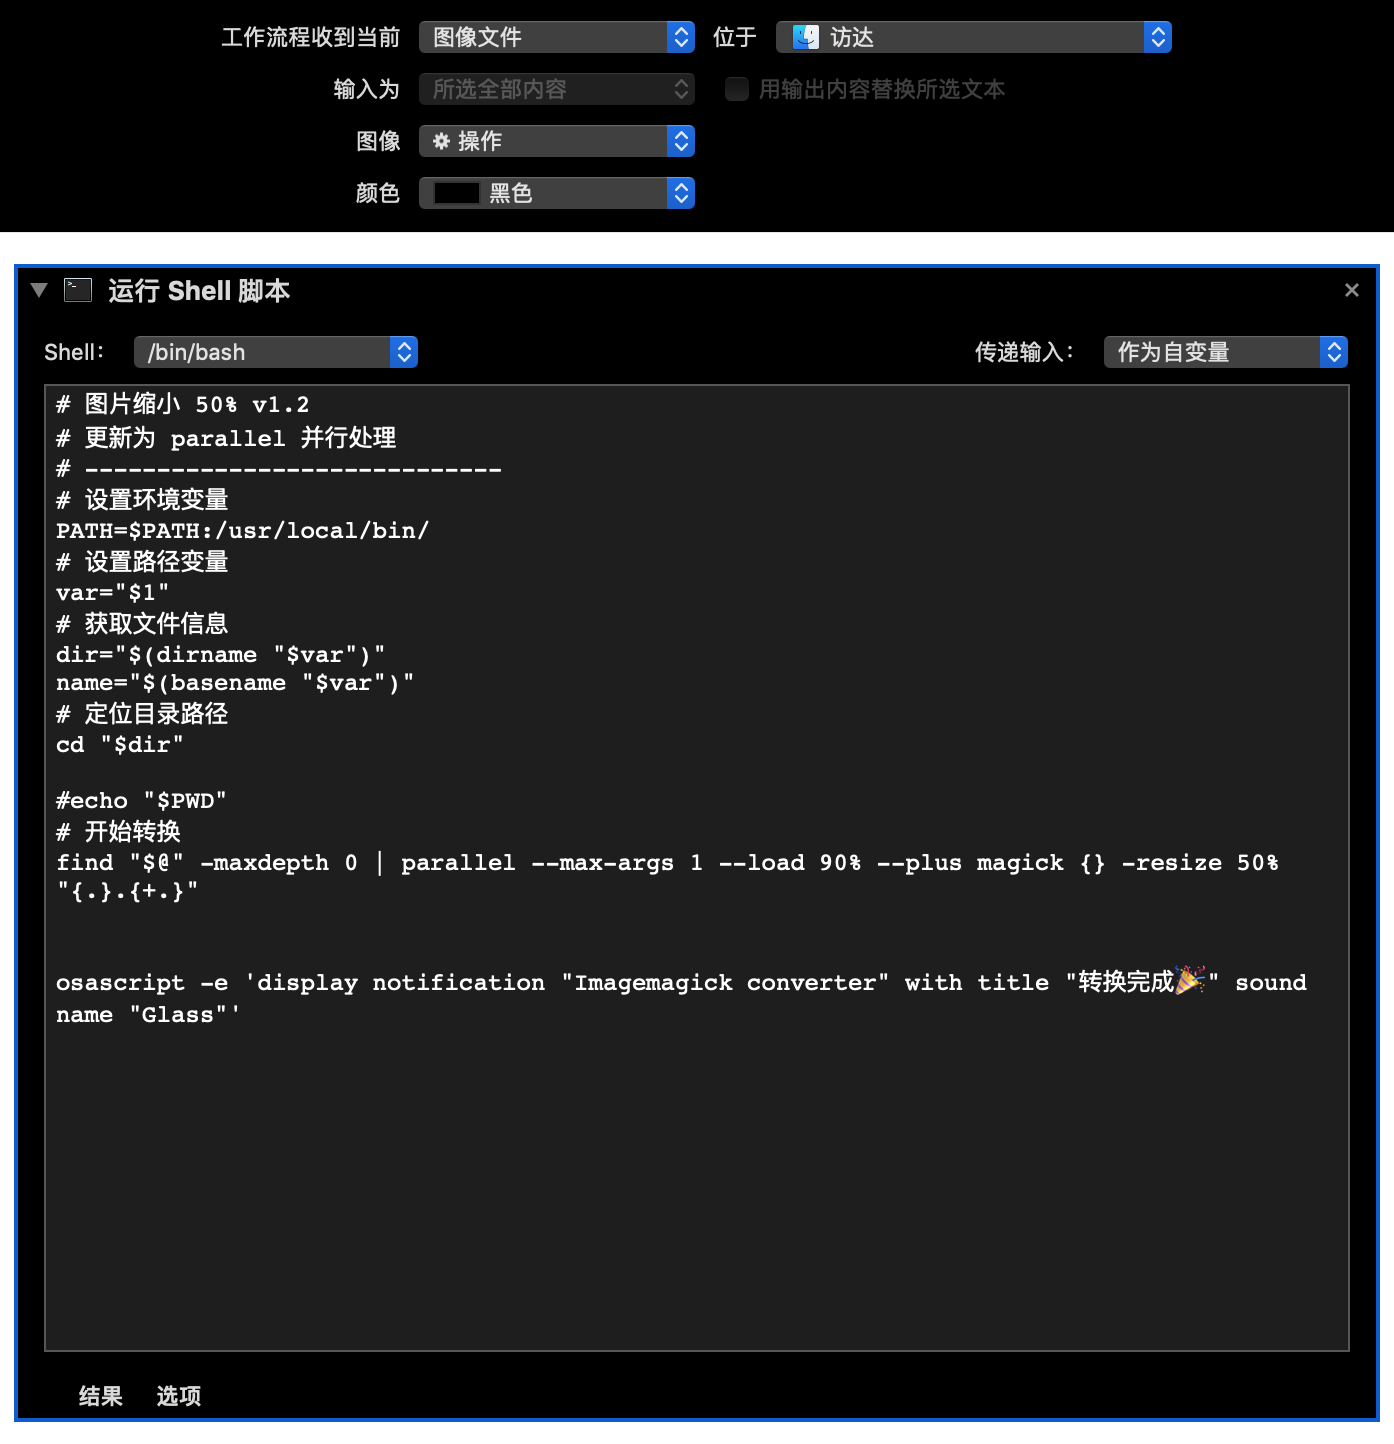 工作流程收到当前 图像文件 位于 访达
输入为 所选全部内容 用输出内容替换所选文本
图像 操作
颜色 黑色
运行 Shell 脚本
Shell： /bin/bash 传递输入： 作为自变量
# 图片缩小 50% v1.2
# 更新为 parallel 并行处理
# -----------------------------
# 设置环境变量
PATH=$PATH:/usr/local/bin/
# 设置路径变量
var="$1"
# 获取文件信息
dir="$(dirname "$var")"
name="$(basename "$var")"
# 定位目录路径
cd "$dir"
#echo "$PWD"
# 开始转换
find "$@" -maxdepth 0 | parallel --max-args 1 --load 90% --plus magick {} -resize 50%
"{.}.{+.}"
osascript -e 'display notification "Imagemagick converter" with title "转换完成🎉" sound
name "Glass"'
结果 选项